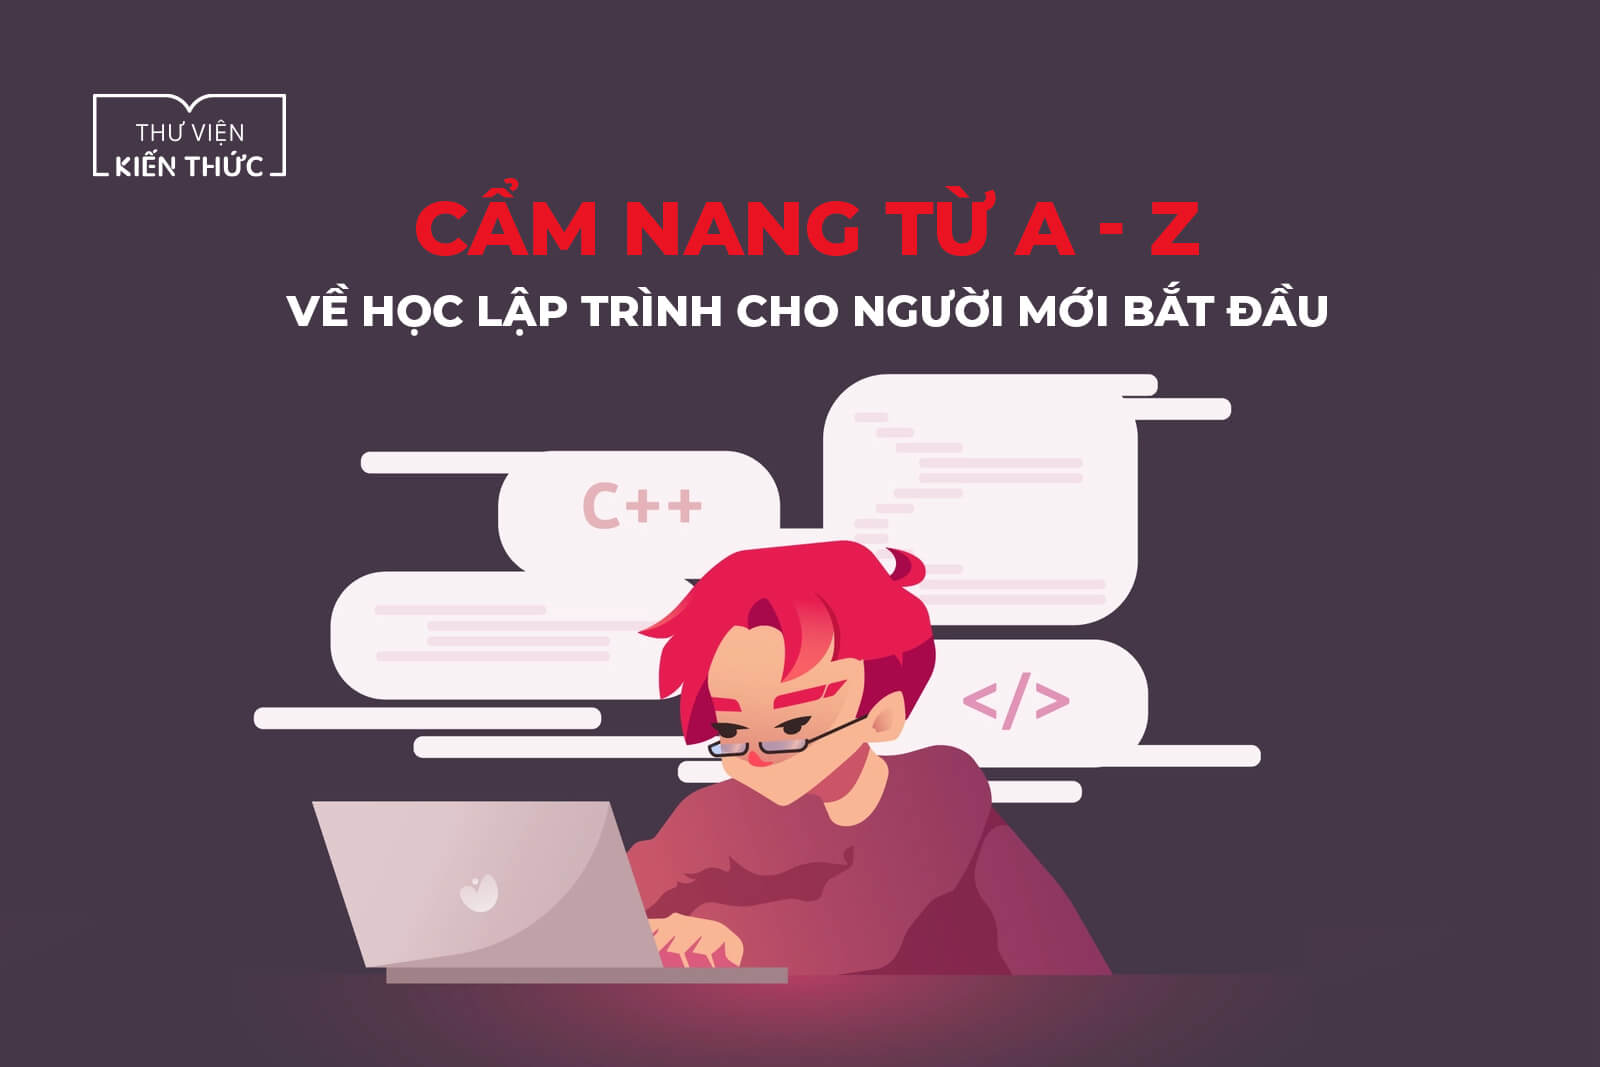 THƯ VIỆN
KIẾN THỨC
CẨM NANG TỪ A - Z
VỀ HỌC LẬP TRÌNH CHO NGƯỜI MỚI BẮT ĐẦU
C++
</>